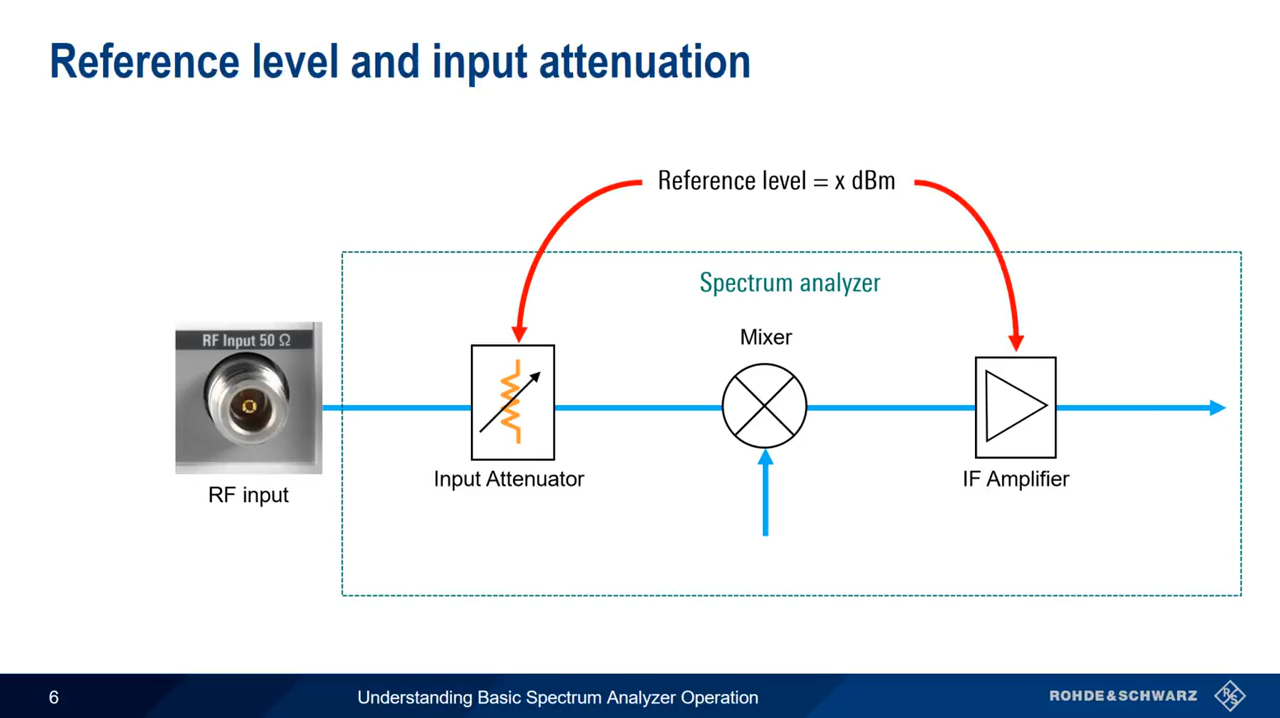 Reference level and input attenuation
Reference level = x dBm
Spectrum analyzer
Mixer
RF Input 50 Ω
Input Attenuator
IF Amplifier
RF input
6
Understanding Basic Spectrum Analyzer Operation
ROHDE & SCHWARZ
R
S